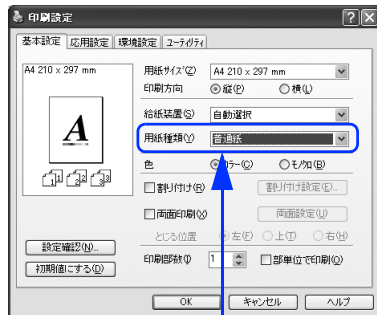 印刷設定
基本設定 応用設定 環境設定 ユーティリティ
A4 210 x 297 mm
用紙サイズ(Z) A4 210 x 297 mm
印刷方向 縦(P) 横(L)
給紙装置(S) 自動選択
用紙種類(Y) 普通紙
A
色 カラー(C) モノクロ(B)
1 1 2 2 3 3
割り付け(R) 割り付け設定(E)...
両面印刷(X) 両面設定(U)
とじる位置 左(F) 上(T) 右(H)
設定確認(N)...
印刷部数(I) 1 部単位で印刷(O)
初期値にする(D)
OK キャンセル ヘルプ